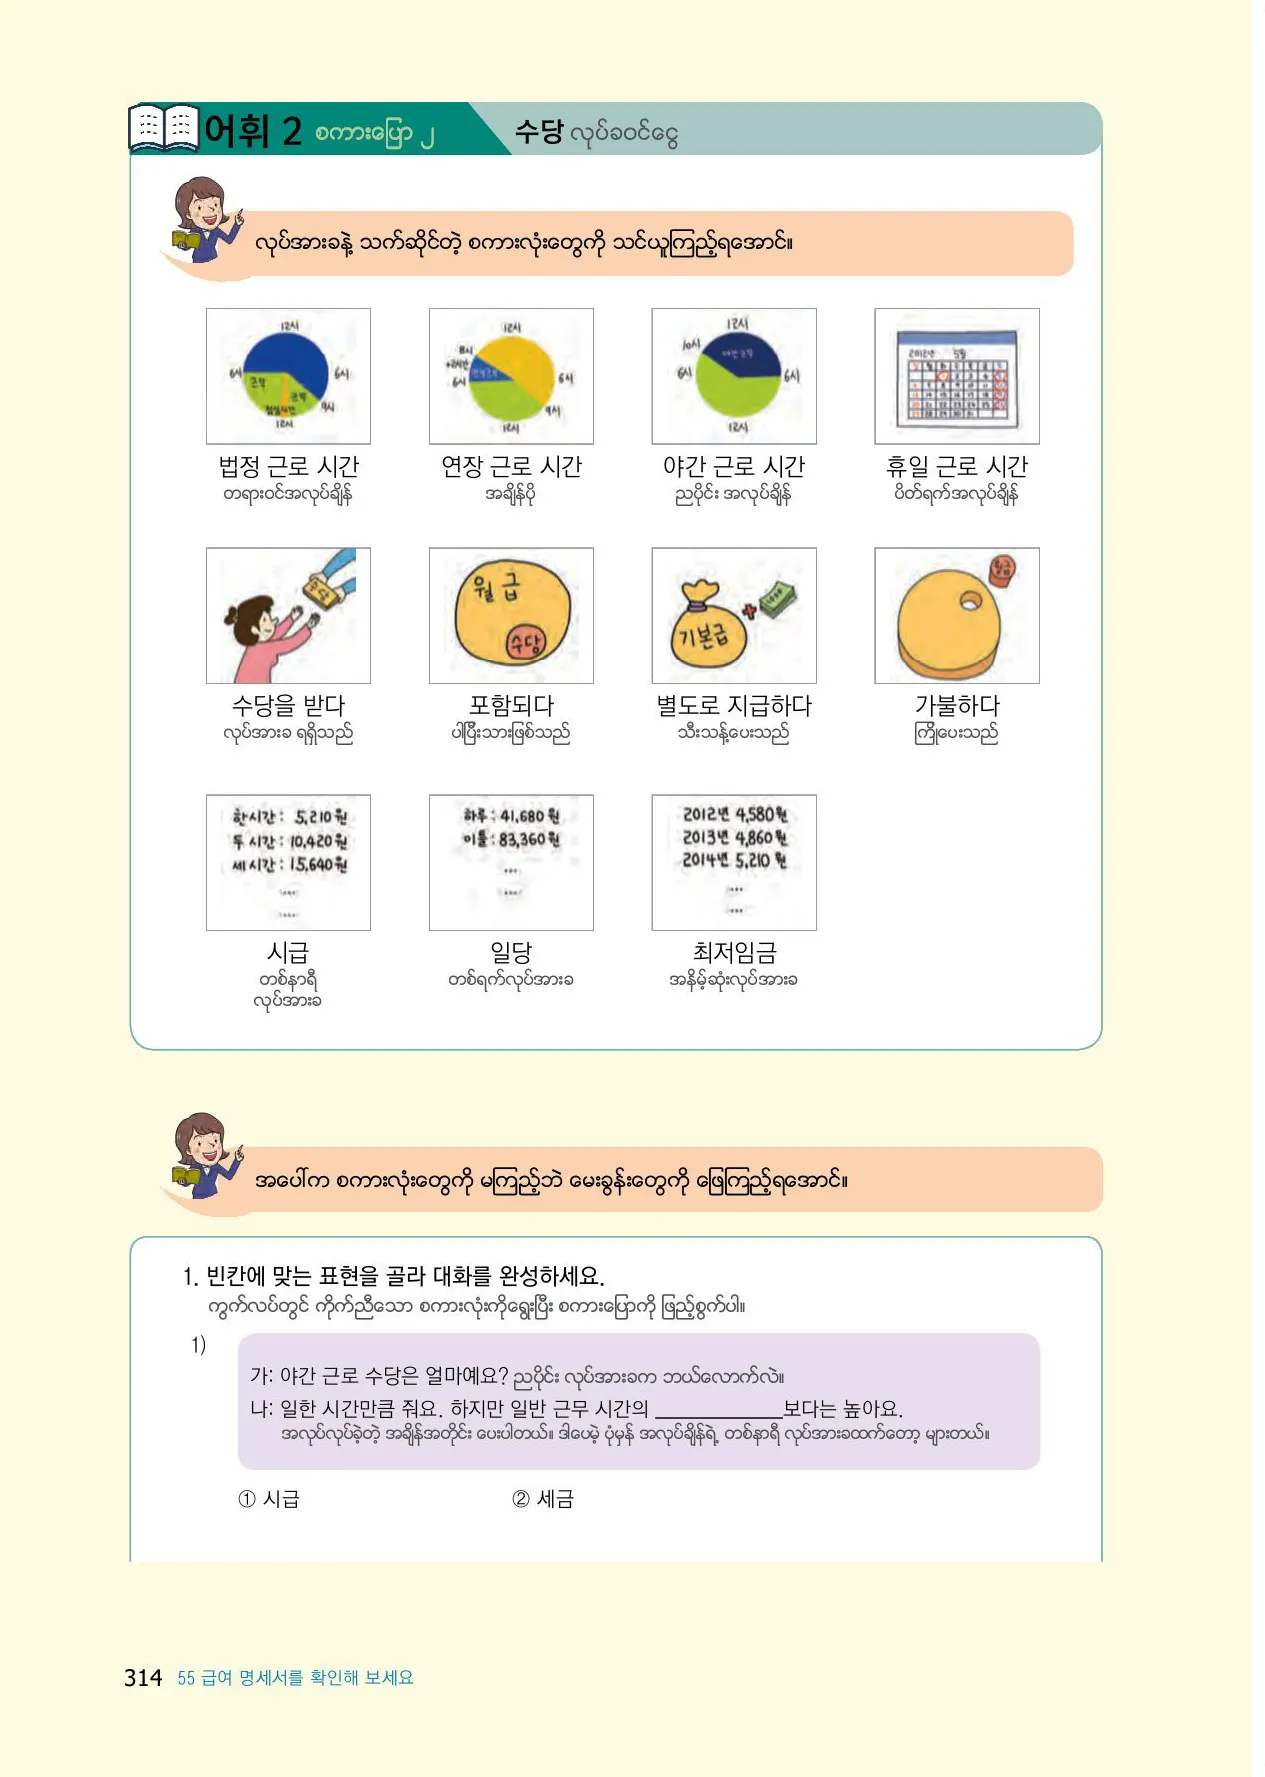 어휘 2 စကားပြော ၂ 수당 လုပ်ခဝင်ငွေ
လုပ်အားခနဲ့ သက်ဆိုင်တဲ့ စကားလုံးတွေကို သင်ယူကြည့်ရအောင်။
12시 12시 12시
6시 6시 근무 근무 9시 점심시간 12시
8시 +2시간 6시 6시 9시 12시
10시 야간근무 6시 6시 12시
2012년 5월
법정 근로 시간 연장 근로 시간 야간 근로 시간 휴일 근로 시간
တရားဝင်အလုပ်ချိန် အချိန်ပို ညပိုင်း အလုပ်ချိန် ပိတ်ရက်အလုပ်ချိန်
수당 월급 수당 기본급 월급
수당을 받다 포함되다 별도로 지급하다 가불하다
လုပ်အားခ ရရှိသည် ပါပြီးသားဖြစ်သည် သီးသန့်ပေးသည် ကြိုပေးသည်
한시간: 5,210원 하루: 41,680원 2012년 4,580원
두 시간: 10,420원 이틀: 83,360원 2013년 4,860원
세 시간: 15,640원 ... 2014년 5,210 원
... ... ...
... ...
시급 일당 최저임금
တစ်နာရီ တစ်ရက်လုပ်အားခ အနိမ့်ဆုံးလုပ်အားခ
လုပ်အားခ
အပေါ်က စကားလုံးတွေကို မကြည့်ဘဲ မေးခွန်းတွေကို ဖြေကြည့်ရအောင်။
1. 빈칸에 맞는 표현을 골라 대화를 완성하세요.
ကွက်လပ်တွင် ကိုက်ညီသော စကားလုံးကိုရွေးပြီး စကားပြောကို ဖြည့်စွက်ပါ။
1)
가: 야간 근로 수당은 얼마예요? ညပိုင်း လုပ်အားခက ဘယ်လောက်လဲ။
나: 일한 시간만큼 줘요. 하지만 일반 근무 시간의 ____________보다는 높아요.
အလုပ်လုပ်ခဲ့တဲ့ အချိန်အတိုင်း ပေးပါတယ်။ ဒါပေမဲ့ ပုံမှန် အလုပ်ချိန်ရဲ့ တစ်နာရီ လုပ်အားခထက်တော့ များတယ်။
① 시급 ② 세금
314 55 급여 명세서를 확인해 보세요